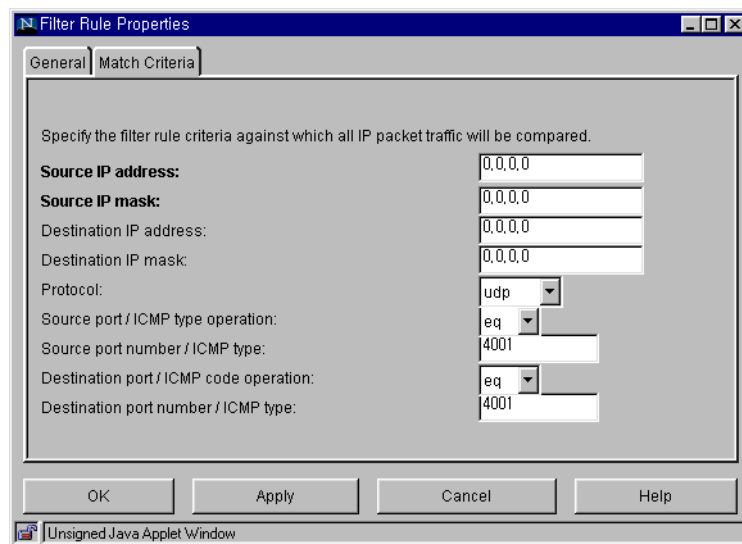 N Filter Rule Properties
General Match Criteria
Specify the filter rule criteria against which all IP packet traffic will be compared.
Source IP address: 0,0,0,0
Source IP mask: 0,0,0,0
Destination IP address: 0,0,0,0
Destination IP mask: 0,0,0,0
Protocol: udp
Source port / ICMP type operation: eq
Source port number / ICMP type: 4001
Destination port / ICMP code operation: eq
Destination port number / ICMP type: 4001
OK Apply Cancel Help
Unsigned Java Applet Window